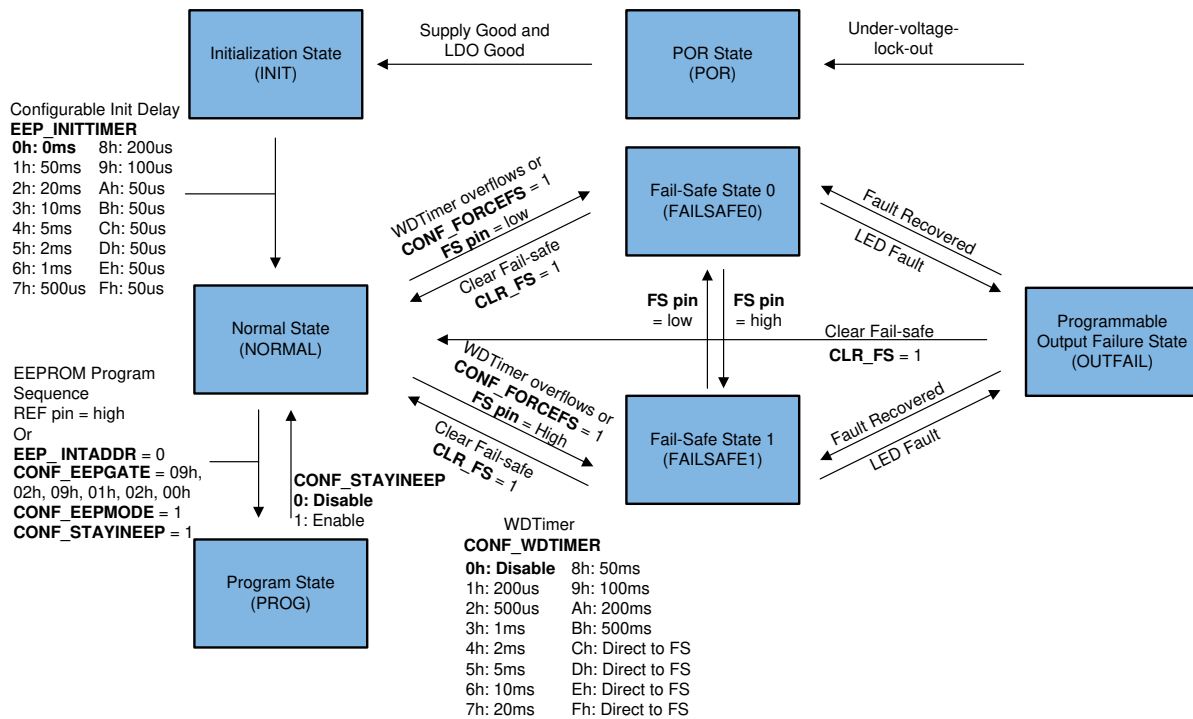 Initialization State
(INIT)
Supply Good and
LDO Good
POR State
(POR)
Under-voltage-
lock-out
Configurable Init Delay
EEP_INITTIMER
0h: 0ms 8h: 200us
1h: 50ms 9h: 100us
2h: 20ms Ah: 50us
3h: 10ms Bh: 50us
4h: 5ms Ch: 50us
5h: 2ms Dh: 50us
6h: 1ms Eh: 50us
7h: 500us Fh: 50us
WDTimer overflows or
CONF_FORCEFS = 1
FS pin = low
Clear Fail-safe
CLR_FS = 1
Fail-Safe State 0
(FAILSAFE0)
Fault Recovered
LED Fault
Normal State
(NORMAL)
FS pin
= low
FS pin
= high
Clear Fail-safe
CLR_FS = 1
Programmable
Output Failure State
(OUTFAIL)
WDTimer overflows or
CONF_FORCEFS = 1
FS pin = High
Clear Fail-safe
CLR_FS = 1
Fail-Safe State 1
(FAILSAFE1)
Fault Recovered
LED Fault
EEPROM Program
Sequence
REF pin = high
Or
EEP_INTADDR = 0
CONF_EEPGATE = 09h,
02h, 09h, 01h, 02h, 00h
CONF_EEPMODE = 1
CONF_STAYINEEP = 1
CONF_STAYINEEP
0: Disable
1: Enable
Program State
(PROG)
WDTimer
CONF_WDTIMER
0h: Disable 8h: 50ms
1h: 200us 9h: 100ms
2h: 500us Ah: 200ms
3h: 1ms Bh: 500ms
4h: 2ms Ch: Direct to FS
5h: 5ms Dh: Direct to FS
6h: 10ms Eh: Direct to FS
7h: 20ms Fh: Direct to FS